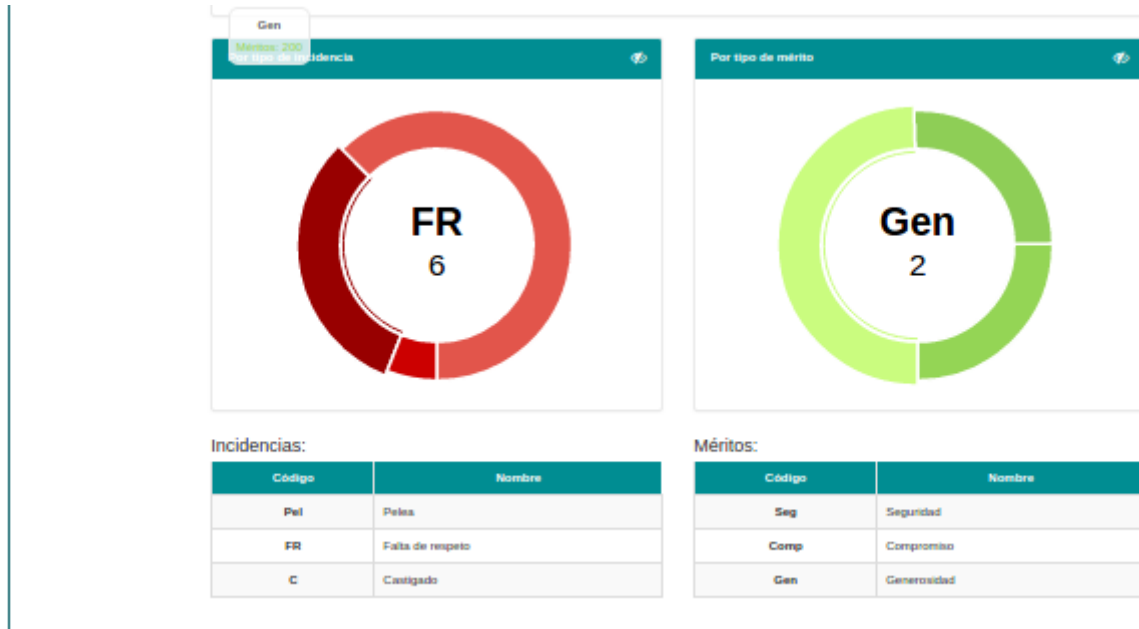 Gen
Méritos: 200
Por tipo de incidencia
Por tipo de mérito
FR
6
Gen
2
Incidencias:
Código Nombre
Pel Pelea
FR Falta de respeto
C Castigado
Méritos:
Código Nombre
Seg Seguridad
Comp Compromiso
Gen Generosidad